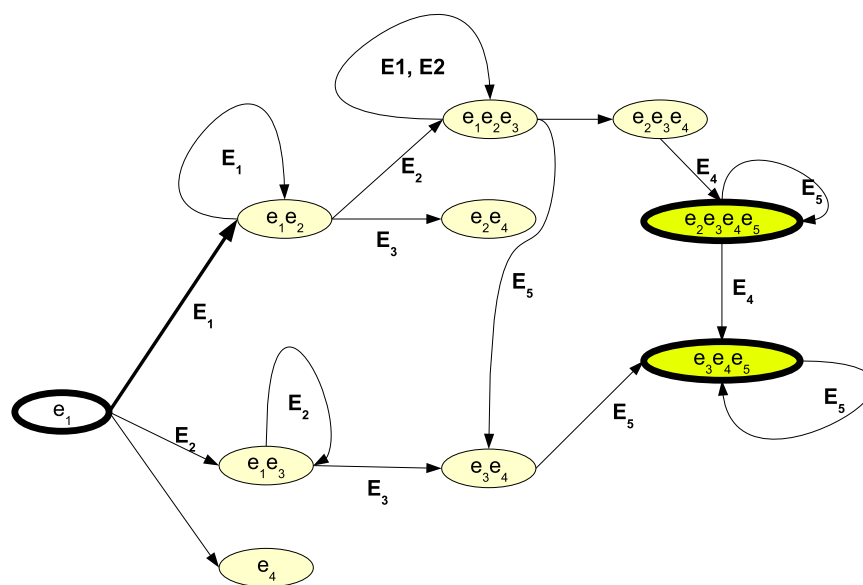 E1, E2
e₁e₂e₃
e₂e₃e₄
E₁
E₂
E₄
E₅
e₁e₂
e₂e₄
e₂e₃e₄e₅
E₃
E₅
E₄
E₁
e₃e₄e₅
e₁
E₂
E₂
E₅
E₅
e₁e₃
e₃e₄
E₃
e₄